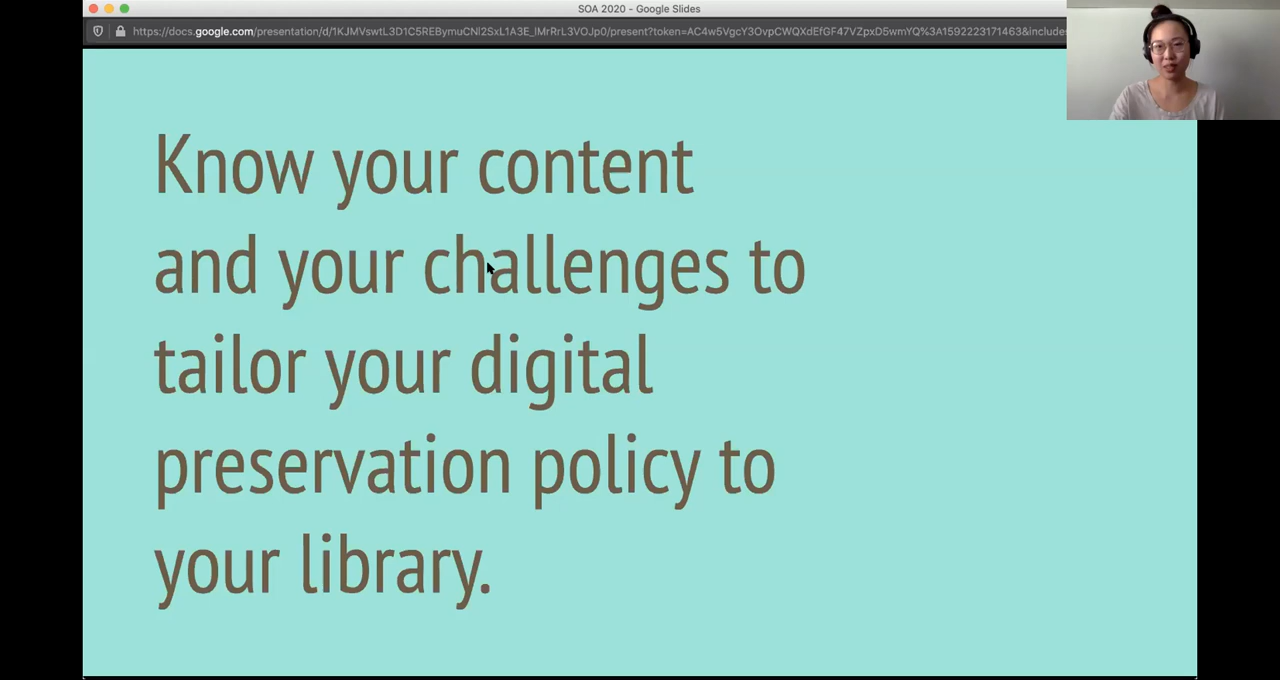 SOA 2020 - Google Slides
Know your content
and your challenges to
tailor your digital
preservation policy to
your library.